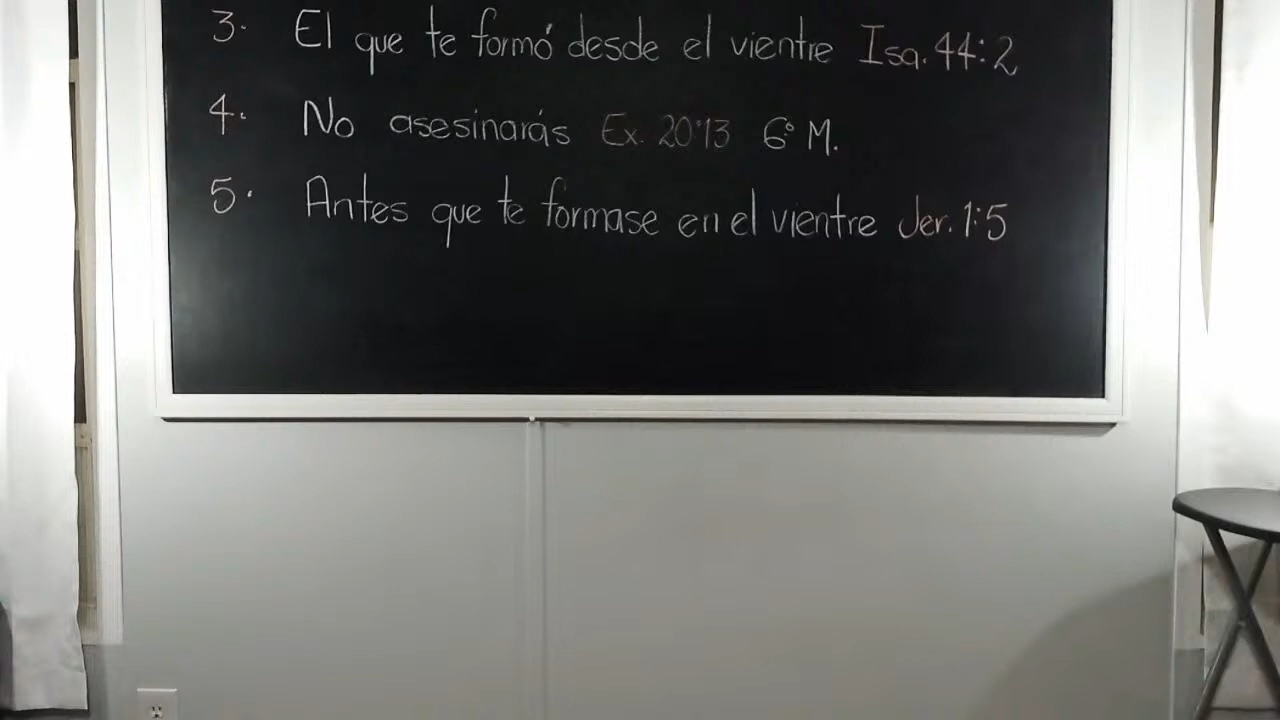 3. El que te formó desde el vientre Isa. 44:2
4. No asesinarás Ex. 20:13 6° M.
5. Antes que te formase en el vientre Jer. 1:5